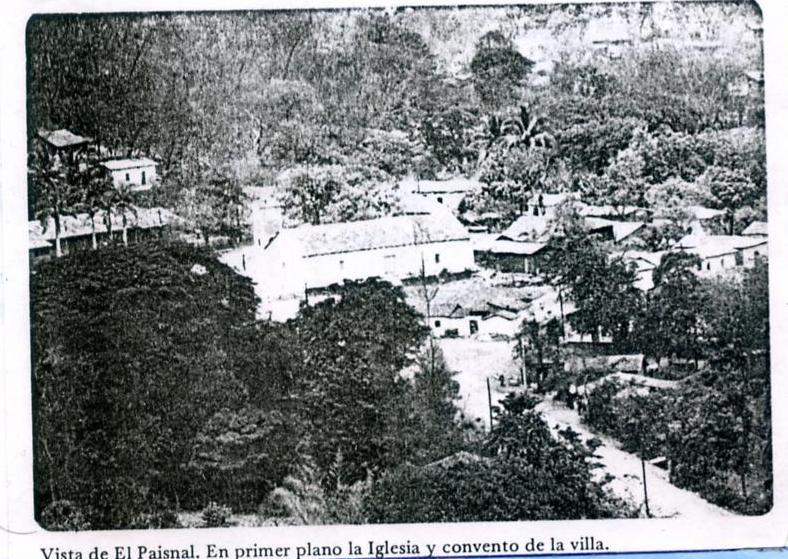 Vista de El Paisnal. En primer plano la Iglesia y convento de la villa.